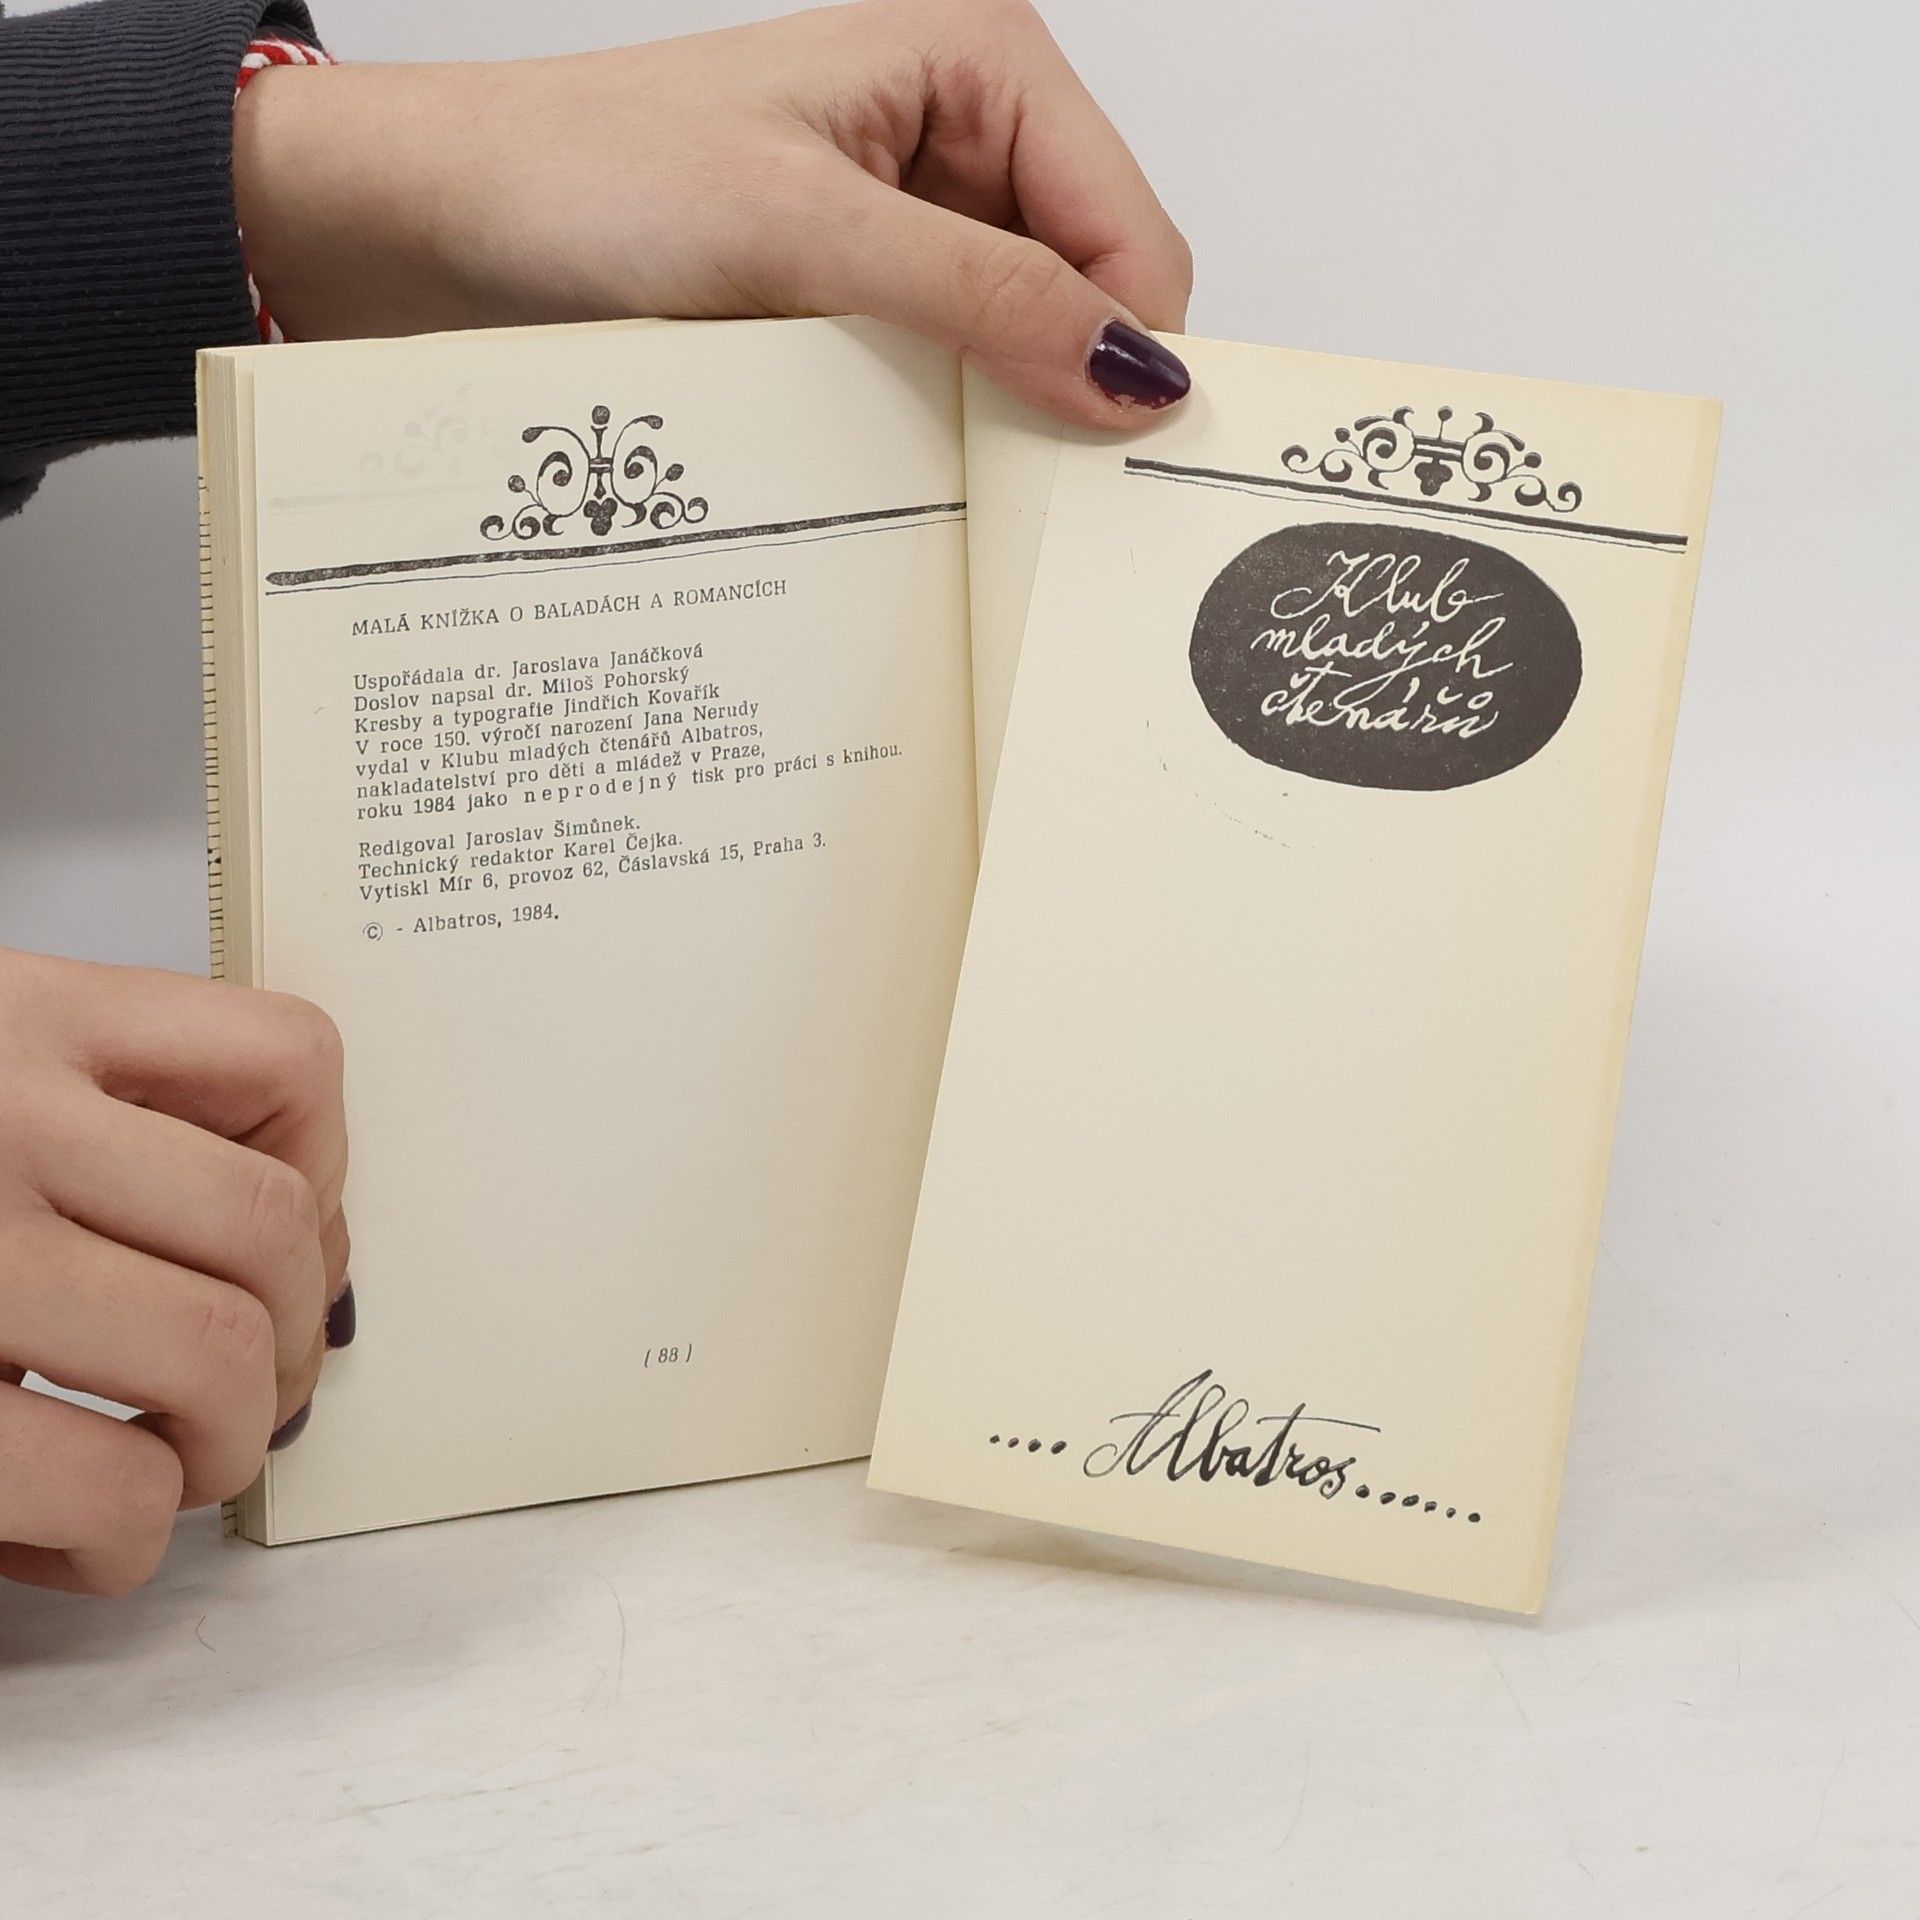 MALÁ KNÍŽKA O BALADÁCH A ROMANCÍCH
Uspořádala dr. Jaroslava Janáčková
Doslov napsal dr. Miloš Pohorský
Kresby a typografie Jindřich Kovařík
V roce 150. výročí narození Jana Nerudy
vydal v Klubu mladých čtenářů Albatros,
nakladatelství pro děti a mládež v Praze,
roku 1984 jako neprodejný tisk pro práci s knihou.
Redigoval Jaroslav Šimůnek.
Technický redaktor Karel Čejka.
Vytiskl Mír 6, provoz 62, Čáslavská 15, Praha 3.
© - Albatros, 1984.
( 88 )
Klub
mladých
čtenářů
.... Albatros......